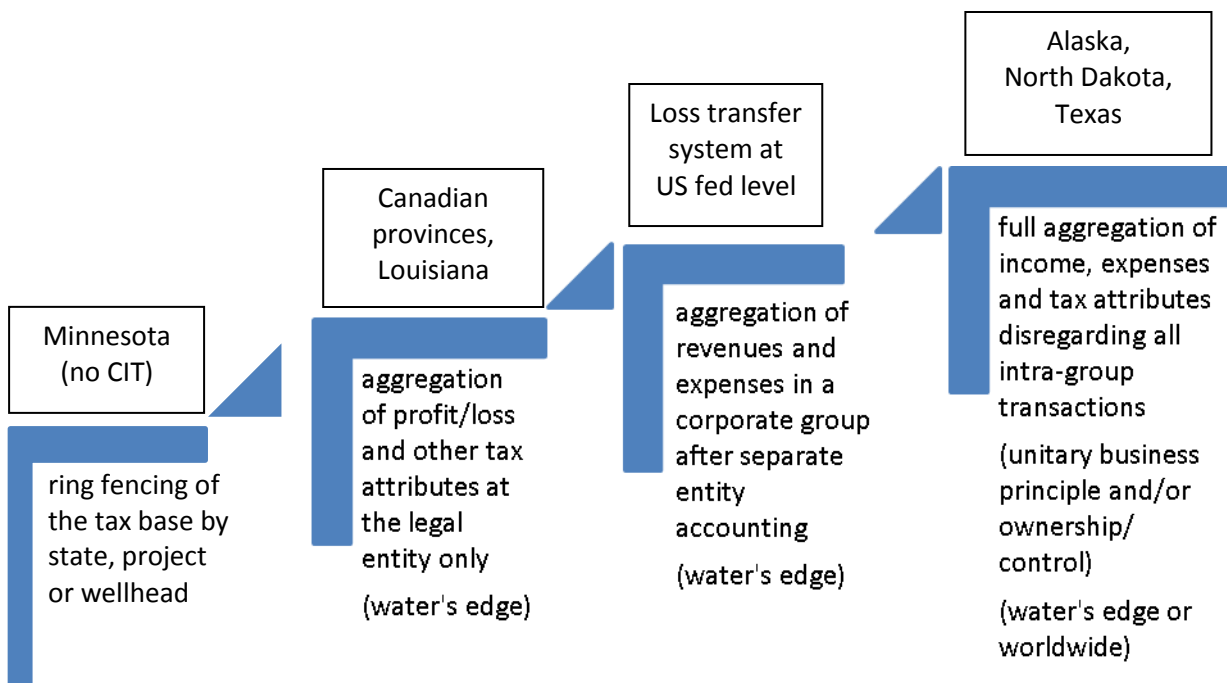 Minnesota
(no CIT)
ring fencing of
the tax base by
state, project
or wellhead
Canadian
provinces,
Louisiana
aggregation
of profit/loss
and other tax
attributes at
the legal
entity only
(water's edge)
Loss transfer
system at
US fed level
aggregation of
revenues and
expenses in a
corporate group
after separate
entity
accounting
(water's edge)
Alaska,
North Dakota,
Texas
full aggregation of
income, expenses
and tax attributes
disregarding all
intra-group
transactions
(unitary business
principle and/or
ownership/
control)
(water's edge or
worldwide)